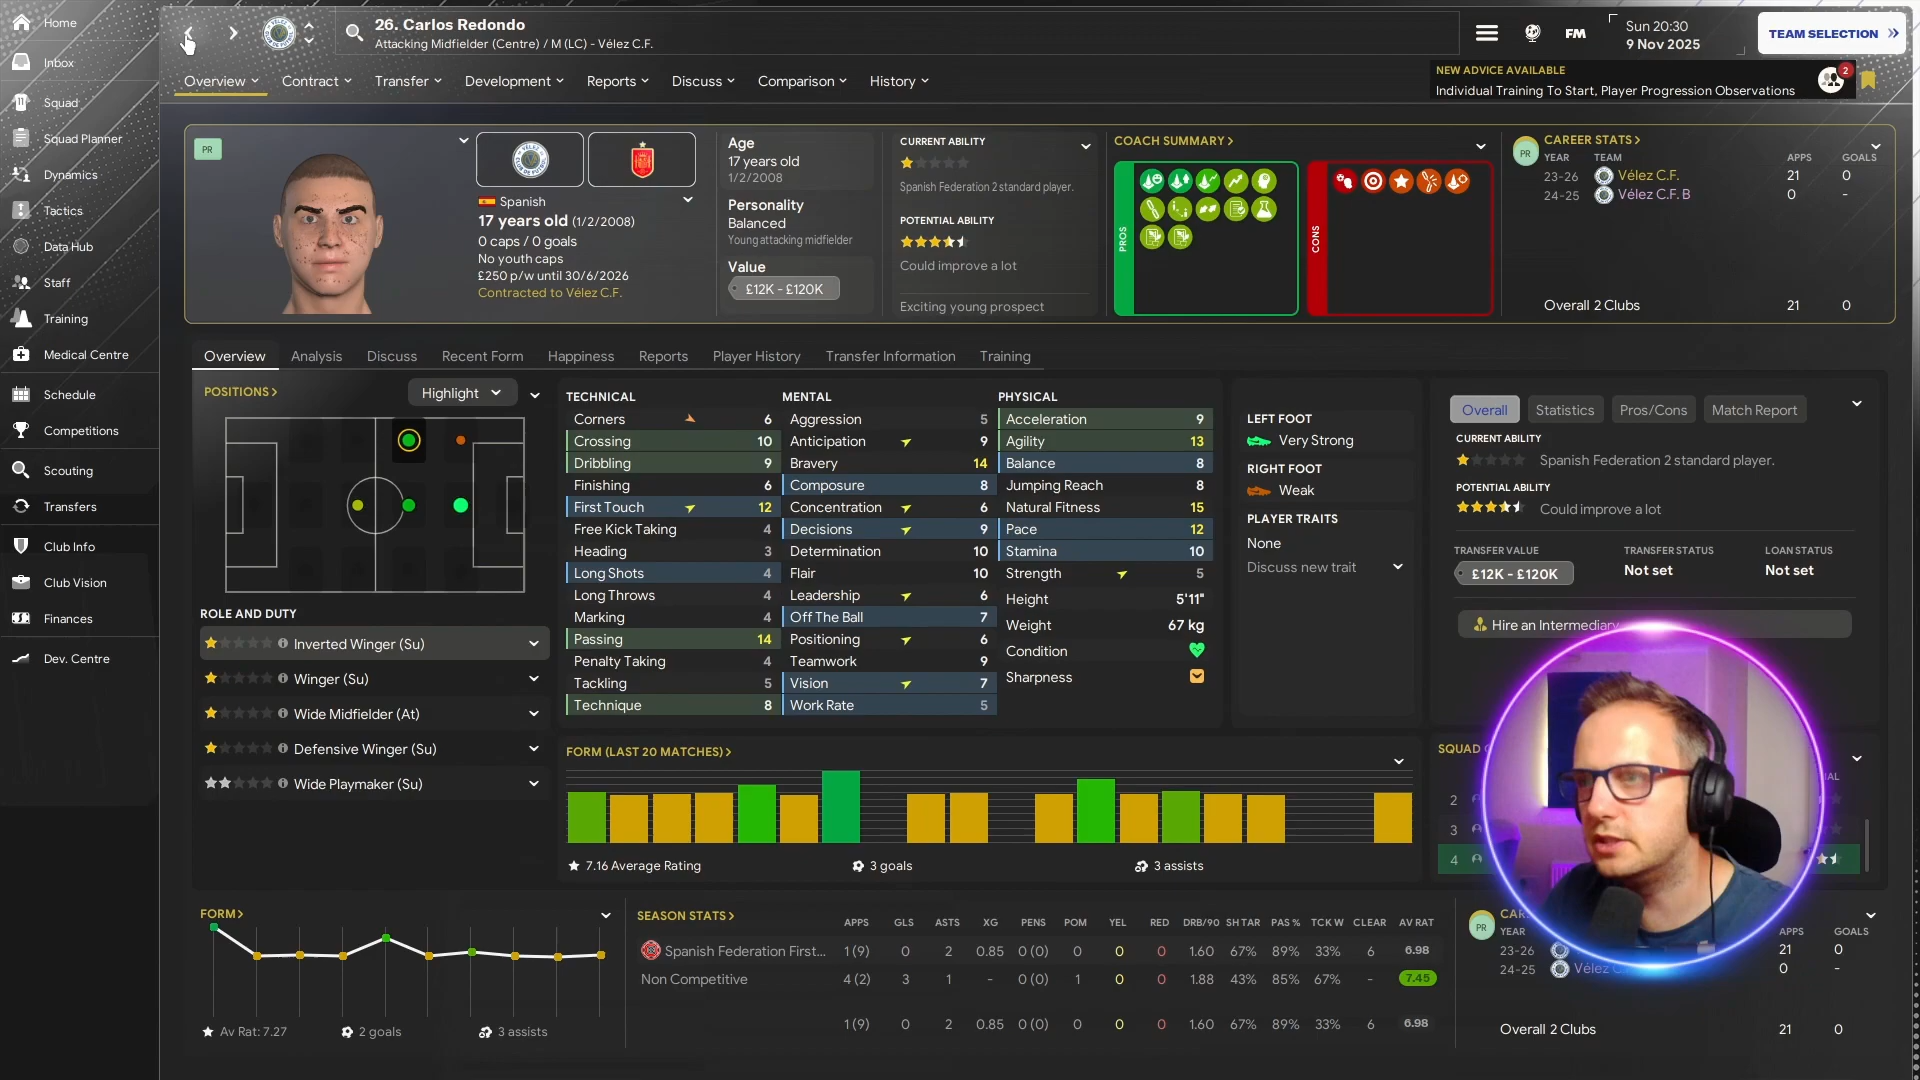 Home
Inbox
Squad
Squad Planner
Dynamics
Tactics
Data Hub
Staff
Training
Medical Centre
Schedule
Competitions
Scouting
Transfers
Club Info
Club Vision
Finances
Dev. Centre
26. Carlos Redondo
Attacking Midfielder (Centre) / M (LC) - Vélez C.F.
FM
Sun 20:30
9 Nov 2025
TEAM SELECTION
Overview Contract Transfer Development Reports Discuss Comparison History
NEW ADVICE AVAILABLE
Individual Training To Start, Player Progression Observations
2
PR
Spanish
17 years old (1/2/2008)
0 caps / 0 goals
No youth caps
£250 p/w until 30/6/2026
Contracted to Vélez C.F.
Age
17 years old
1/2/2008
Personality
Balanced
Young attacking midfielder
Value
£12K - £120K
CURRENT ABILITY
Spanish Federation 2 standard player.
POTENTIAL ABILITY
Could improve a lot
Exciting young prospect
COACH SUMMARY
PROS
CONS
PR
CAREER STATS
YEAR TEAM APPS GOALS
23-26 Vélez C.F. 21 0
24-25 Vélez C.F. B 0 -
Overall 2 Clubs 21 0
Overview Analysis Discuss Recent Form Happiness Reports Player History Transfer Information Training
POSITIONS
Highlight
ROLE AND DUTY
Inverted Winger (Su)
Winger (Su)
Wide Midfielder (At)
Defensive Winger (Su)
Wide Playmaker (Su)
TECHNICAL
Corners 6
Crossing 10
Dribbling 9
Finishing 6
First Touch 12
Free Kick Taking 4
Heading 3
Long Shots 4
Long Throws 4
Marking 4
Passing 14
Penalty Taking 4
Tackling 5
Technique 8
MENTAL
Aggression 5
Anticipation 9
Bravery 14
Composure 8
Concentration 6
Decisions 9
Determination 10
Flair 10
Leadership 6
Off The Ball 7
Positioning 6
Teamwork 9
Vision 7
Work Rate 5
PHYSICAL
Acceleration 9
Agility 13
Balance 8
Jumping Reach 8
Natural Fitness 15
Pace 12
Stamina 10
Strength 5
Height 5'11"
Weight 67 kg
Condition
Sharpness
LEFT FOOT
Very Strong
RIGHT FOOT
Weak
PLAYER TRAITS
None
Discuss new trait
Overall Statistics Pros/Cons Match Report
CURRENT ABILITY
Spanish Federation 2 standard player.
POTENTIAL ABILITY
Could improve a lot
TRANSFER VALUE
£12K - £120K
TRANSFER STATUS
Not set
LOAN STATUS
Not set
Hire an Intermediary
FORM (LAST 20 MATCHES)
7.16 Average Rating 3 goals 3 assists
SQUAD
2
3
4
FORM
Av Rat: 7.27 2 goals 3 assists
SEASON STATS
APPS GLS ASTS XG PENS POM YEL RED DRB/90 SH TAR PAS % TCK W CLEAR AV RAT
Spanish Federation First... 1 (9) 0 2 0.85 0 (0) 0 0 0 1.60 67% 89% 33% 6 6.98
Non Competitive 4 (2) 3 1 - 0 (0) 1 0 0 1.88 43% 85% 67% - 7.45
1 (9) 0 2 0.85 0 (0) 0 0 0 1.60 67% 89% 33% 6 6.98
PR
YEAR APPS GOALS
23-26 21 0
24-25 Vélez 0 -
Overall 2 Clubs 21 0